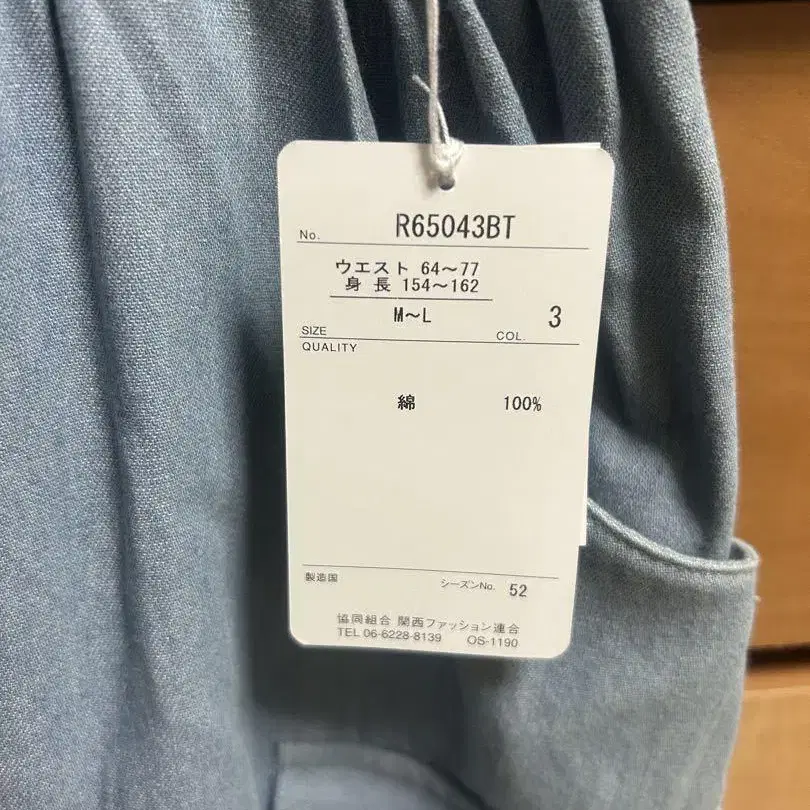 No. R65043BT
ウエスト 64～77
身 長 154～162
M～L 3
SIZE COL.
QUALITY
綿 100%
製造国 シーズンNo. 52
協同組合 関西ファッション連合
TEL 06-6228-8139 OS-1190